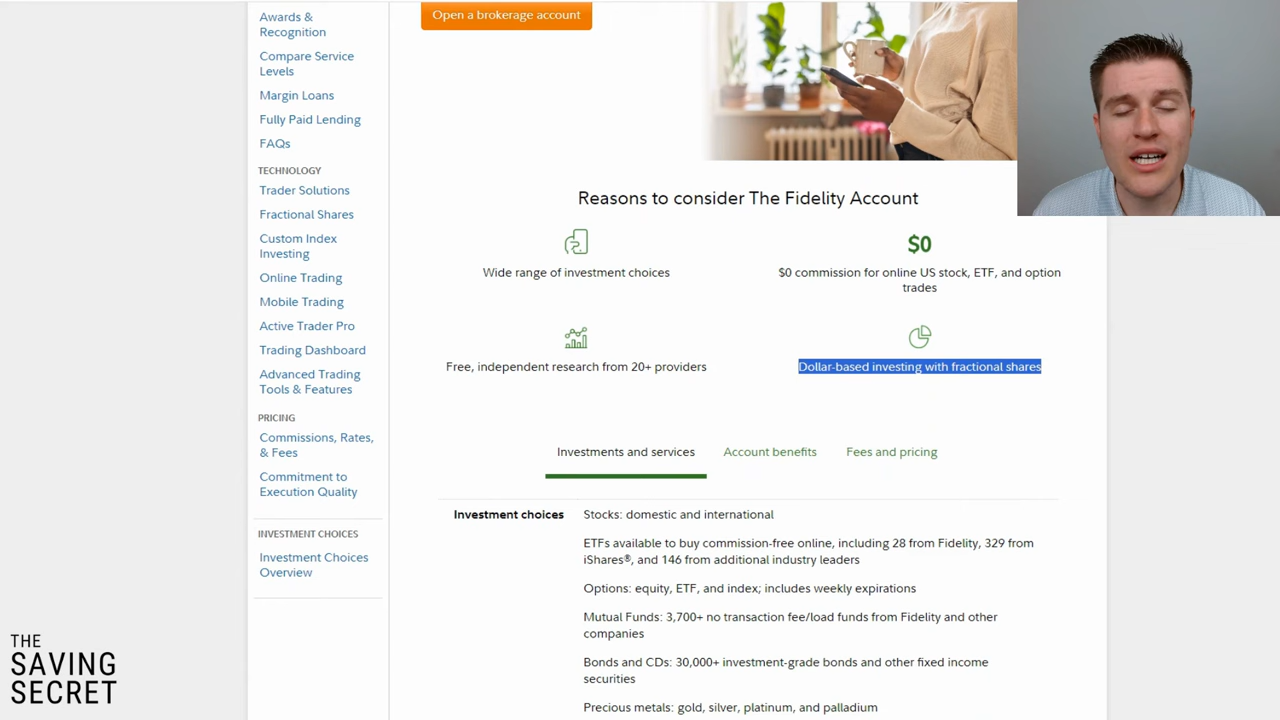 Awards &
Recognition
Compare Service
Levels
Margin Loans
Fully Paid Lending
FAQs
TECHNOLOGY
Trader Solutions
Fractional Shares
Custom Index
Investing
Online Trading
Mobile Trading
Active Trader Pro
Trading Dashboard
Advanced Trading
Tools & Features
PRICING
Commissions, Rates,
& Fees
Commitment to
Execution Quality
INVESTMENT CHOICES
Investment Choices
Overview
Open a brokerage account
Reasons to consider The Fidelity Account
Wide range of investment choices
$0
$0 commission for online US stock, ETF, and option
trades
Free, independent research from 20+ providers
Dollar-based investing with fractional shares
Investments and services
Account benefits
Fees and pricing
Investment choices
Stocks: domestic and international
ETFs available to buy commission-free online, including 28 from Fidelity, 329 from
iShares®, and 146 from additional industry leaders
Options: equity, ETF, and index; includes weekly expirations
Mutual Funds: 3,700+ no transaction fee/load funds from Fidelity and other
companies
Bonds and CDs: 30,000+ investment-grade bonds and other fixed income
securities
Precious metals: gold, silver, platinum, and palladium
THE
SAVING
SECRET